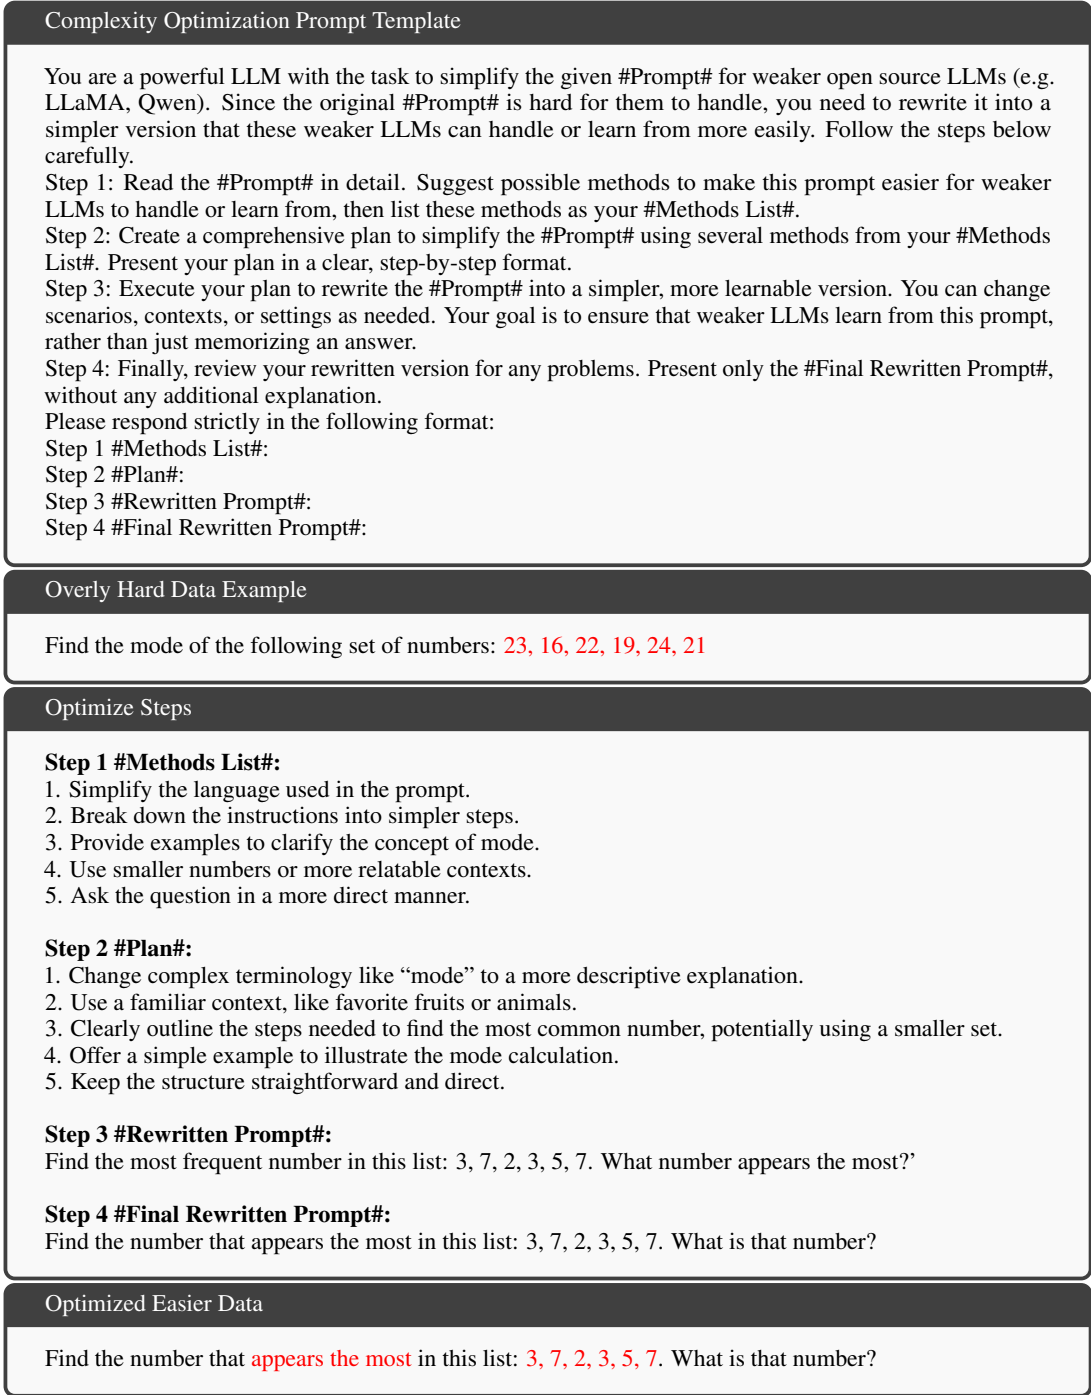 Complexity Optimization Prompt Template
You are a powerful LLM with the task to simplify the given #Prompt# for weaker open source LLMs (e.g.
LLaMA, Qwen). Since the original #Prompt# is hard for them to handle, you need to rewrite it into a
simpler version that these weaker LLMs can handle or learn from more easily. Follow the steps below
carefully.
Step 1: Read the #Prompt# in detail. Suggest possible methods to make this prompt easier for weaker
LLMs to handle or learn from, then list these methods as your #Methods List#.
Step 2: Create a comprehensive plan to simplify the #Prompt# using several methods from your #Methods
List#. Present your plan in a clear, step-by-step format.
Step 3: Execute your plan to rewrite the #Prompt# into a simpler, more learnable version. You can change
scenarios, contexts, or settings as needed. Your goal is to ensure that weaker LLMs learn from this prompt,
rather than just memorizing an answer.
Step 4: Finally, review your rewritten version for any problems. Present only the #Final Rewritten Prompt#,
without any additional explanation.
Please respond strictly in the following format:
Step 1 #Methods List#:
Step 2 #Plan#:
Step 3 #Rewritten Prompt#:
Step 4 #Final Rewritten Prompt#:
Overly Hard Data Example
Find the mode of the following set of numbers: 23, 16, 22, 19, 24, 21
Optimize Steps
Step 1 #Methods List#:
1. Simplify the language used in the prompt.
2. Break down the instructions into simpler steps.
3. Provide examples to clarify the concept of mode.
4. Use smaller numbers or more relatable contexts.
5. Ask the question in a more direct manner.
Step 2 #Plan#:
1. Change complex terminology like “mode” to a more descriptive explanation.
2. Use a familiar context, like favorite fruits or animals.
3. Clearly outline the steps needed to find the most common number, potentially using a smaller set.
4. Offer a simple example to illustrate the mode calculation.
5. Keep the structure straightforward and direct.
Step 3 #Rewritten Prompt#:
Find the most frequent number in this list: 3, 7, 2, 3, 5, 7. What number appears the most?’
Step 4 #Final Rewritten Prompt#:
Find the number that appears the most in this list: 3, 7, 2, 3, 5, 7. What is that number?
Optimized Easier Data
Find the number that appears the most in this list: 3, 7, 2, 3, 5, 7. What is that number?